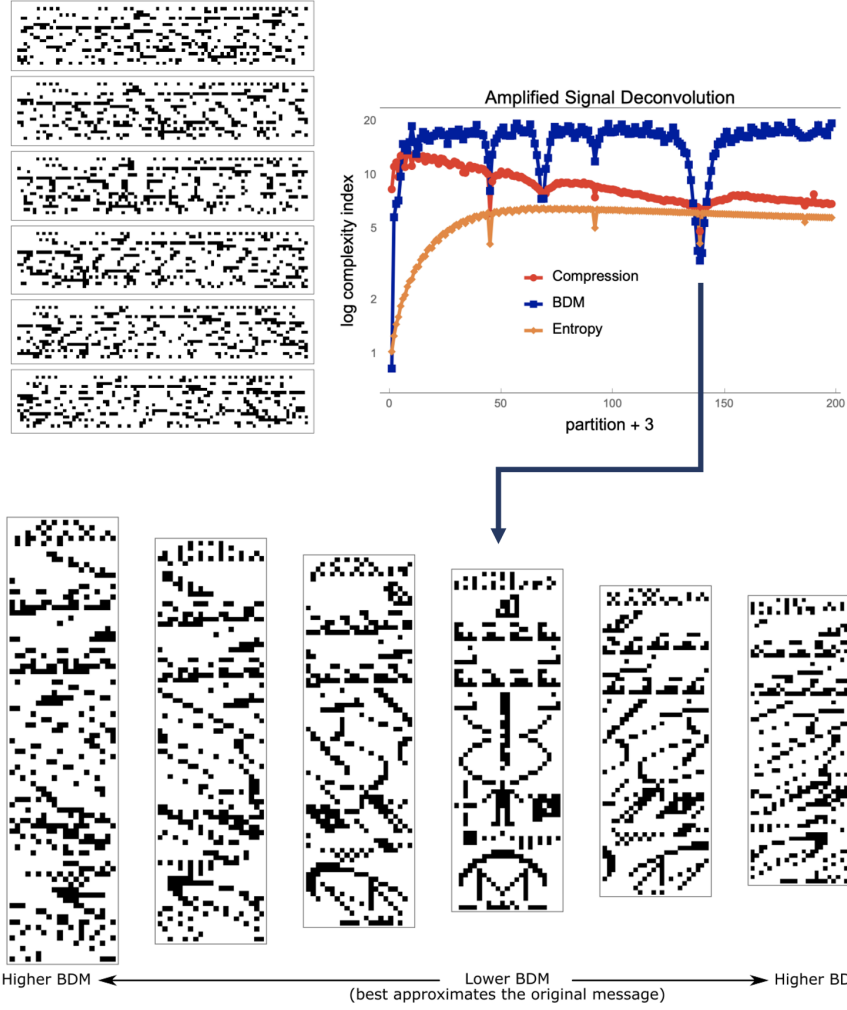 Amplified Signal Deconvolution
20
10
5
2
1
log complexity index
Compression
BDM
Entropy
0 50 100 150 200
partition + 3
Higher BDM
Lower BDM
Higher BD
(best approximates the original message)